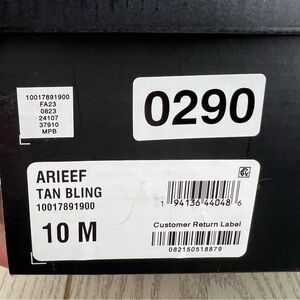 10017891900
FA23
0823
24107
37910
MPB
0290
ARIEEF
TAN BLING
10017891900
10 M
1 94136 44048 6
Customer Return Label
082150518879